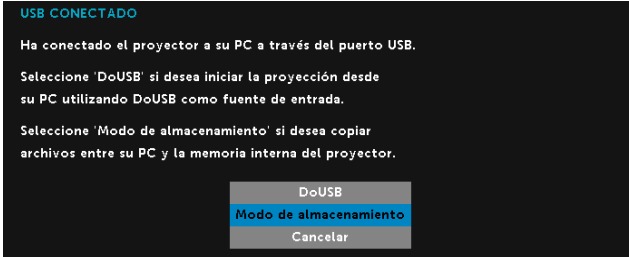 USB CONECTADO
Ha conectado el proyector a su PC a través del puerto USB.
Seleccione 'DoUSB' si desea iniciar la proyección desde
su PC utilizando DoUSB como fuente de entrada.
Seleccione 'Modo de almacenamiento' si desea copiar
archivos entre su PC y la memoria interna del proyector.
DoUSB
Modo de almacenamiento
Cancelar